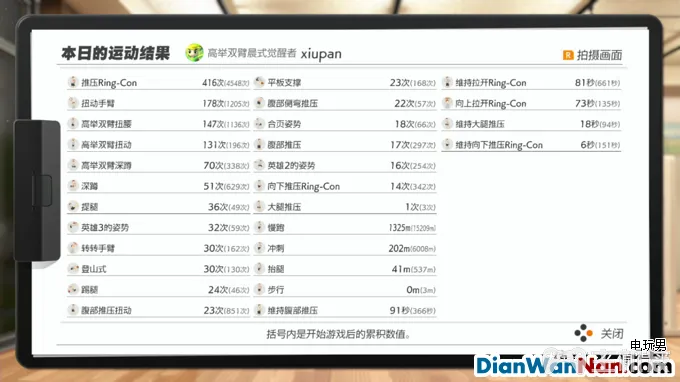 本日的运动结果
高举双臂晨式觉醒者 xiupan
R 拍摄画面
推压Ring-Con 416次(4548次)
扭动手臂 178次(1205次)
高举双臂扭腰 147次(1136次)
高举双臂扭动 131次(196次)
高举双臂深蹲 70次(338次)
深蹲 51次(629次)
提腿 36次(49次)
英雄3的姿势 32次(59次)
转转手臂 30次(162次)
登山式 30次(130次)
踢腿 24次(46次)
腹部推压扭动 23次(851次)
平板支撑 23次(168次)
腹部侧弯推压 22次(57次)
合页姿势 18次(66次)
腹部推压 17次(297次)
英雄2的姿势 16次(254次)
向下推压Ring-Con 14次(342次)
大腿推压 1次(3次)
慢跑 1325m(15209m)
冲刺 202m(6008m)
抬腿 41m(537m)
步行 0m(3m)
维持腹部推压 91秒(366秒)
维持拉开Ring-Con 81秒(661秒)
向上拉开Ring-Con 73秒(135秒)
维持大腿推压 18秒(94秒)
维持向下推压Ring-Con 6秒(151秒)
括号内是开始游戏后的累积数值。
关闭
电玩男
DianWanNan.com